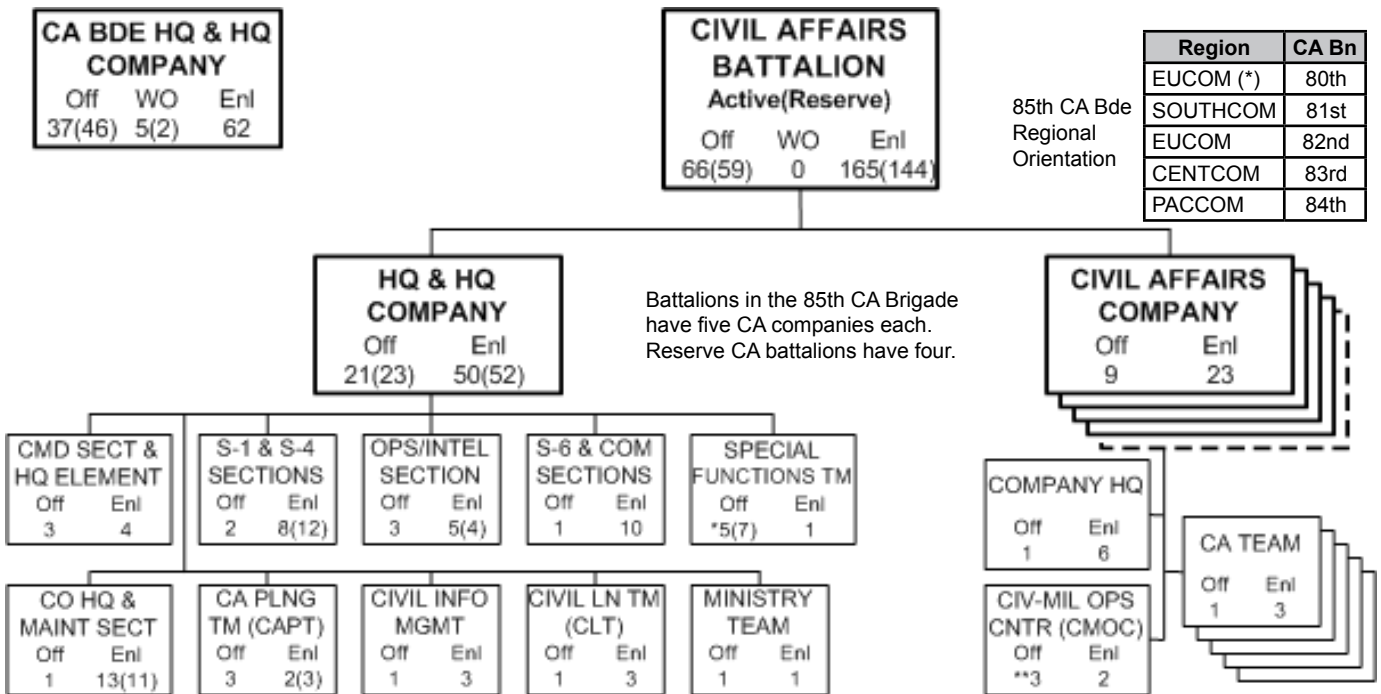 CA BDE HQ & HQ
COMPANY
Off WO Enl
37(46) 5(2) 62
CIVIL AFFAIRS
BATTALION
Active(Reserve)
Off WO Enl
66(59) 0 165(144)
85th CA Bde
Regional
Orientation
Region CA Bn
EUCOM (*) 80th
SOUTHCOM 81st
EUCOM 82nd
CENTCOM 83rd
PACCOM 84th
HQ & HQ
COMPANY
Off Enl
21(23) 50(52)
Battalions in the 85th CA Brigade
have five CA companies each.
Reserve CA battalions have four.
CIVIL AFFAIRS
COMPANY
Off Enl
9 23
CMD SECT &
HQ ELEMENT
Off Enl
3 4
S-1 & S-4
SECTIONS
Off Enl
2 8(12)
OPS/INTEL
SECTION
Off Enl
3 5(4)
S-6 & COM
SECTIONS
Off Enl
1 10
SPECIAL
FUNCTIONS TM
Off Enl
*5(7) 1
CO HQ &
MAINT SECT
Off Enl
1 13(11)
CA PLNG
TM (CAPT)
Off Enl
3 2(3)
CIVIL INFO
MGMT
Off Enl
1 3
CIVIL LN TM
(CLT)
Off Enl
1 3
MINISTRY
TEAM
Off Enl
1 1
COMPANY HQ
Off Enl
1 6
CIV-MIL OPS
CNTR (CMOC)
Off Enl
**3 2
CA TEAM
Off Enl
1 3